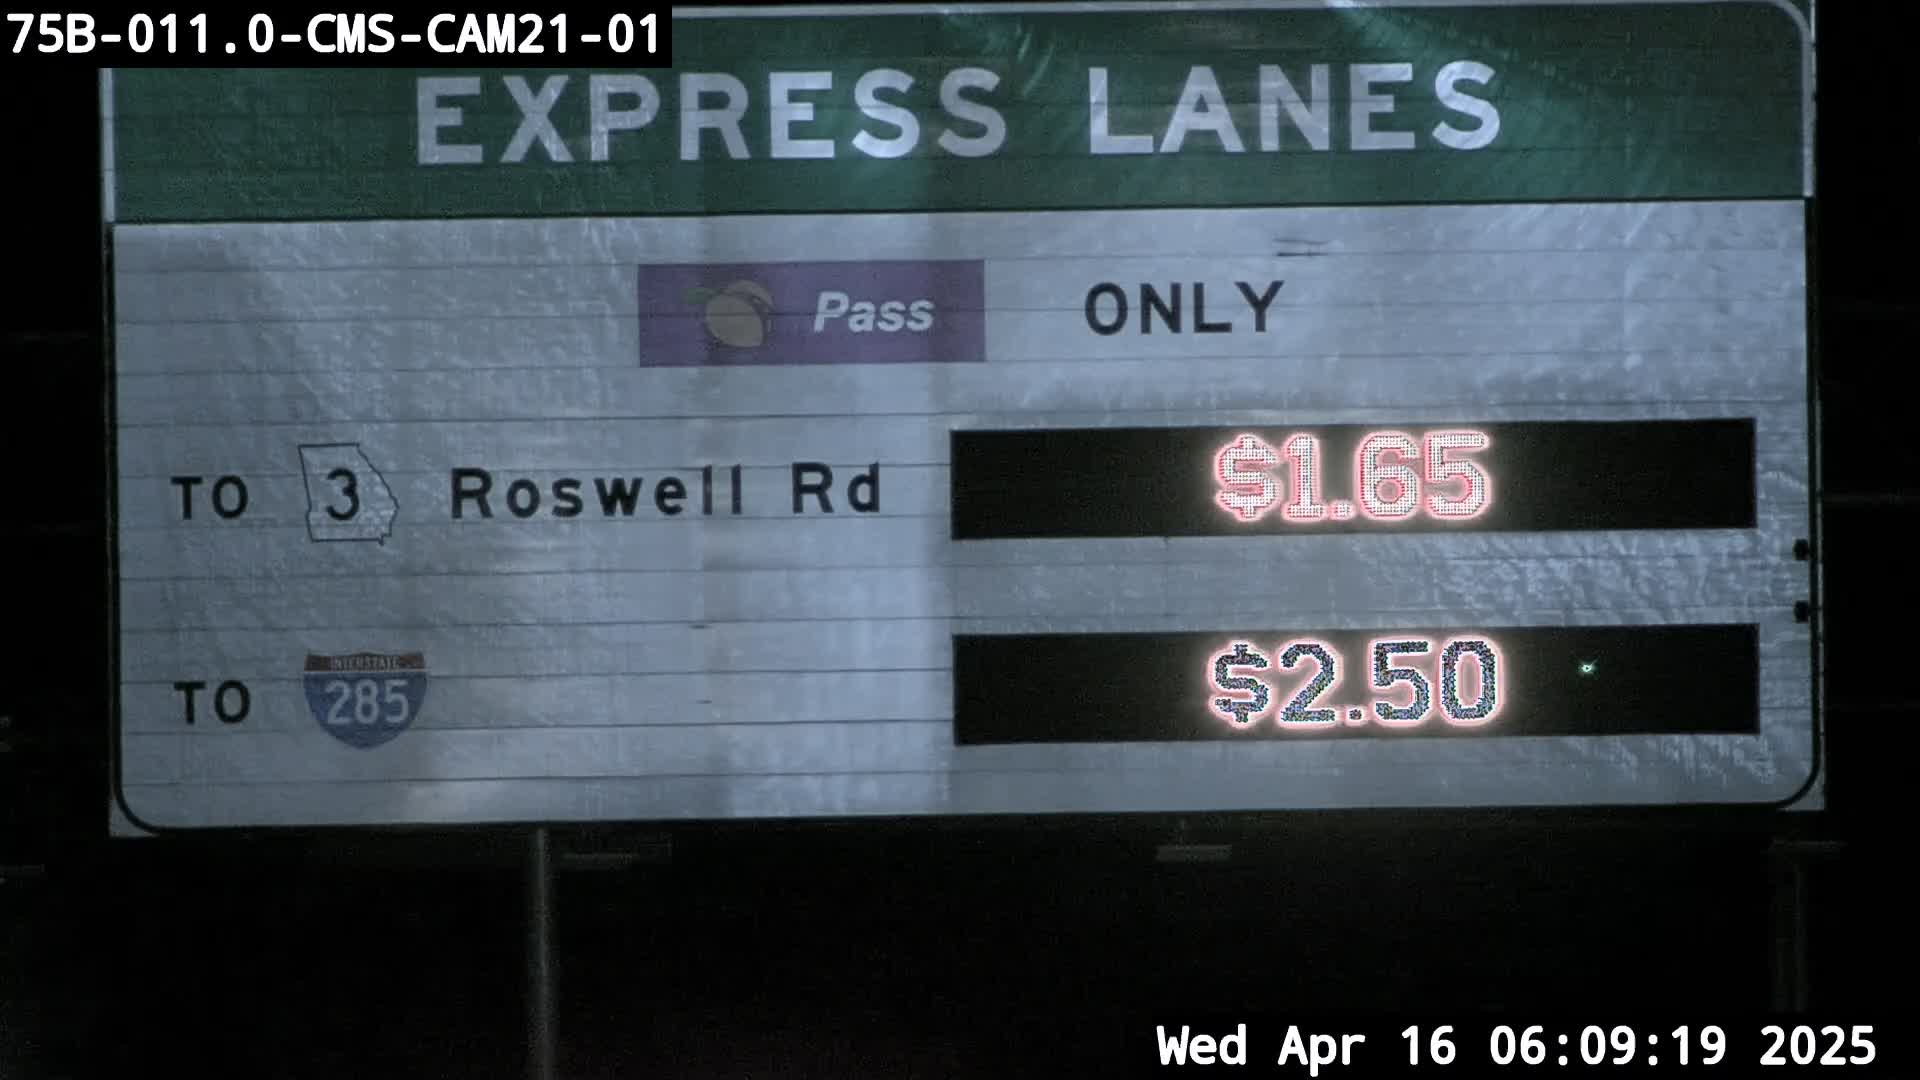 75B-011.0-CMS-CAM21-01
EXPRESS LANES
Pass ONLY
TO 3 Roswell Rd $1.65
TO INTERSTATE 285 $2.50
Wed Apr 16 06:09:19 2025